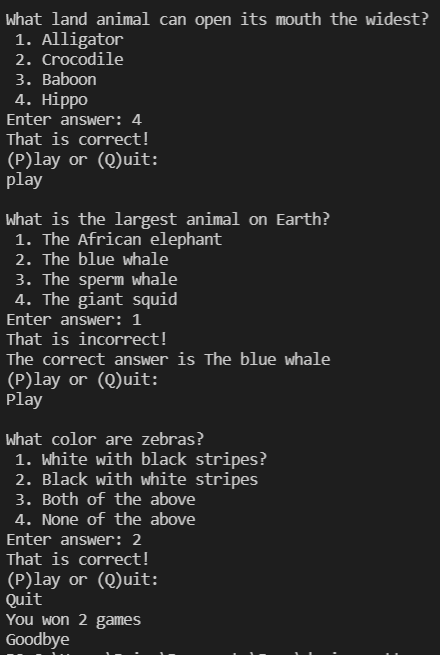 What land animal can open its mouth the widest?
1. Alligator
2. Crocodile
3. Baboon
4. Hippo
Enter answer: 4
That is correct!
(P)lay or (Q)uit:
play
What is the largest animal on Earth?
1. The African elephant
2. The blue whale
3. The sperm whale
4. The giant squid
Enter answer: 1
That is incorrect!
The correct answer is The blue whale
(P)lay or (Q)uit:
Play
What color are zebras?
1. White with black stripes?
2. Black with white stripes
3. Both of the above
4. None of the above
Enter answer: 2
That is correct!
(P)lay or (Q)uit:
Quit
You won 2 games
Goodbye